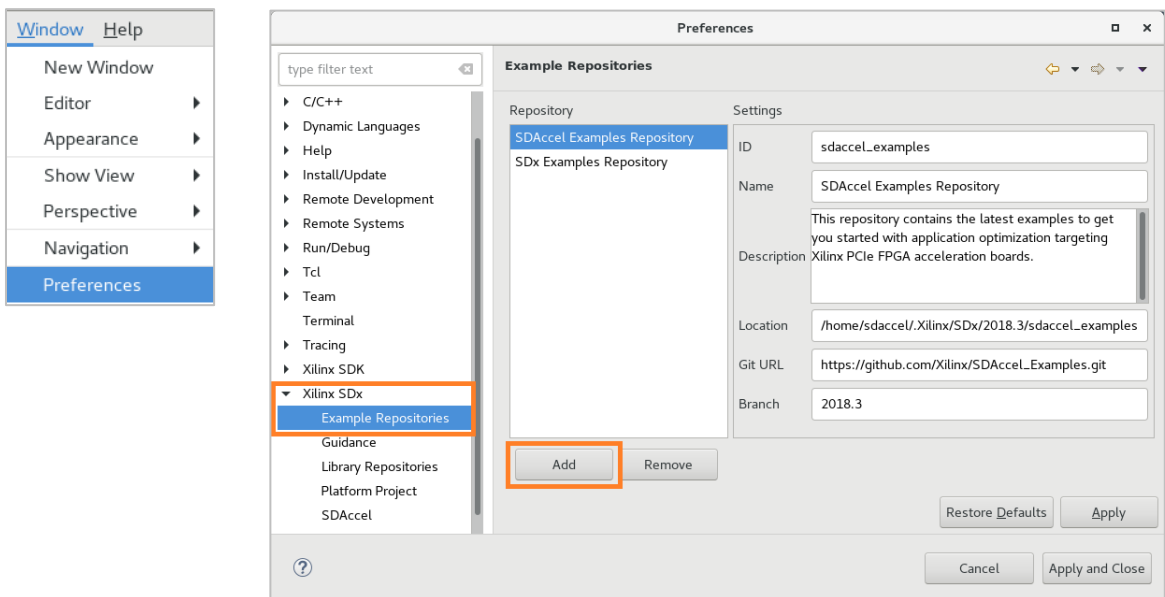 Window Help
New Window
Editor
Appearance
Show View
Perspective
Navigation
Preferences
Preferences
type filter text
C/C++
Dynamic Languages
Help
Install/Update
Remote Development
Remote Systems
Run/Debug
Tcl
Team
Terminal
Tracing
Xilinx SDK
Xilinx SDx
Example Repositories
Guidance
Library Repositories
Platform Project
SDAccel
Example Repositories
Repository
SDAccel Examples Repository
SDx Examples Repository
Add Remove
Settings
ID sdaccel_examples
Name SDAccel Examples Repository
Description
This repository contains the latest examples to get
you started with application optimization targeting
Xilinx PCIe FPGA acceleration boards.
Location /home/sdaccel/.Xilinx/SDx/2018.3/sdaccel_examples
Git URL https://github.com/Xilinx/SDAccel_Examples.git
Branch 2018.3
Restore Defaults Apply
? Cancel Apply and Close